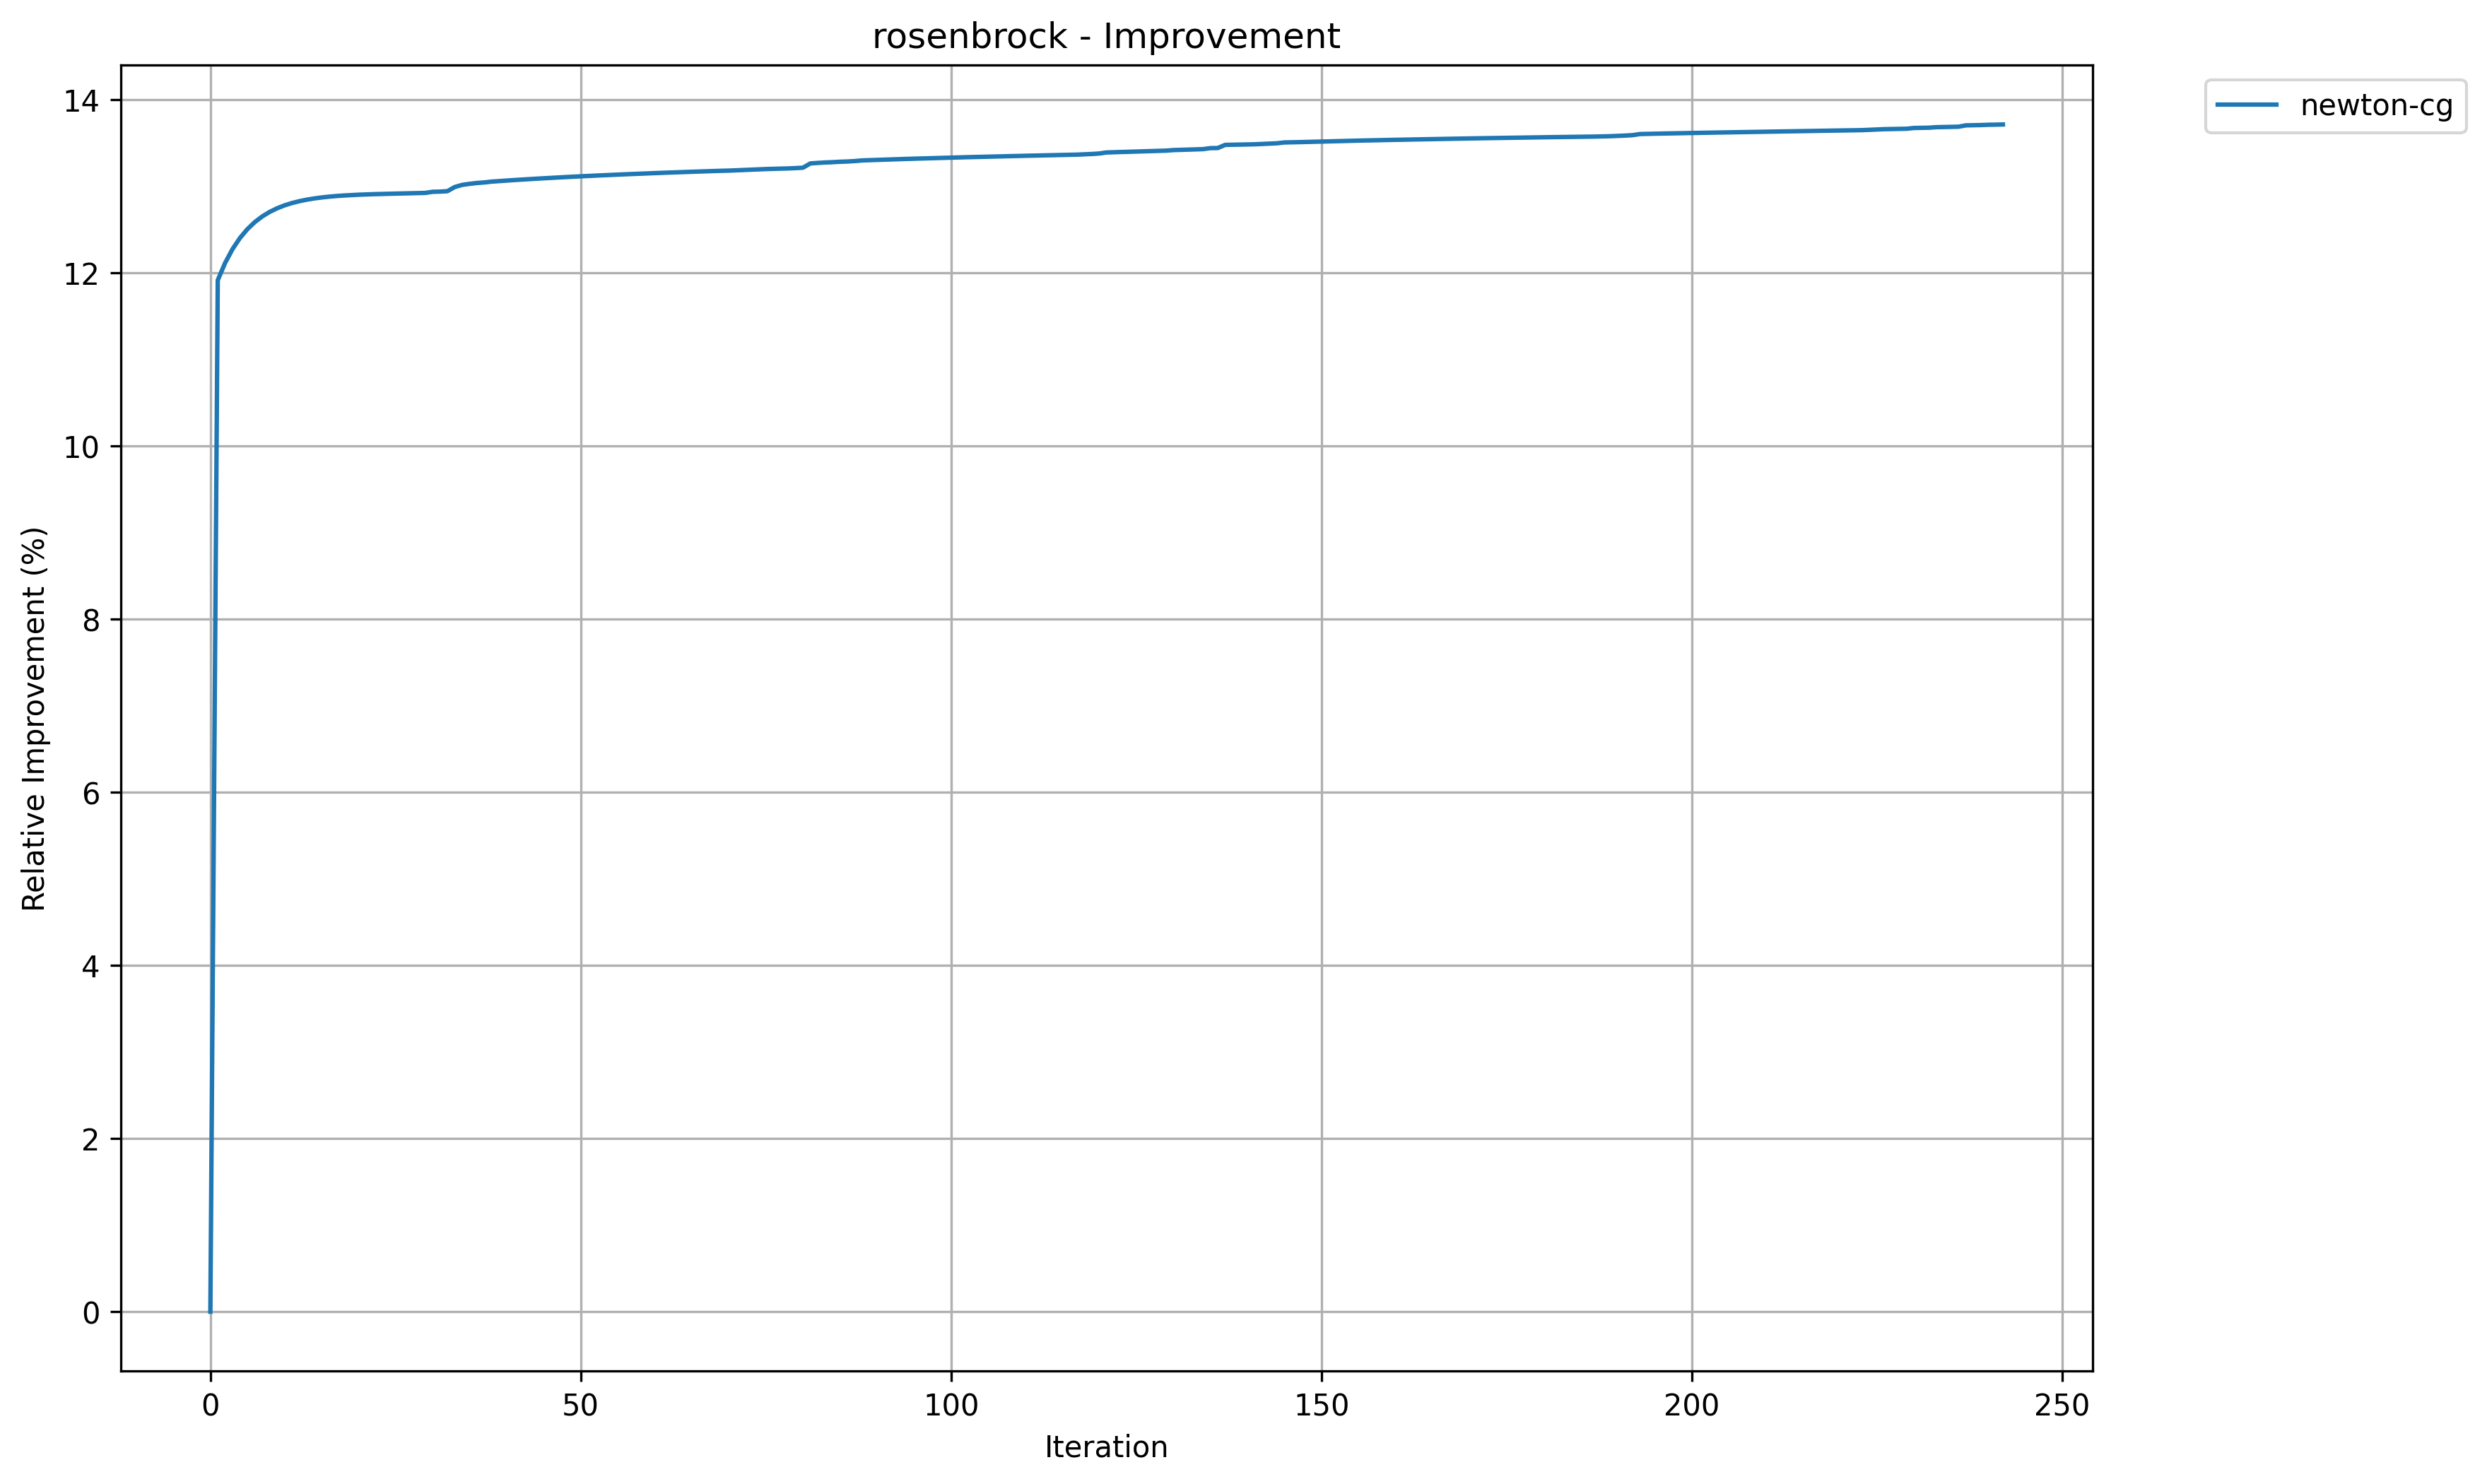 rosenbrock - Improvement
newton-cg
14
12
10
8
6
4
2
0
Relative Improvement (%)
0 50 100 150 200 250
Iteration